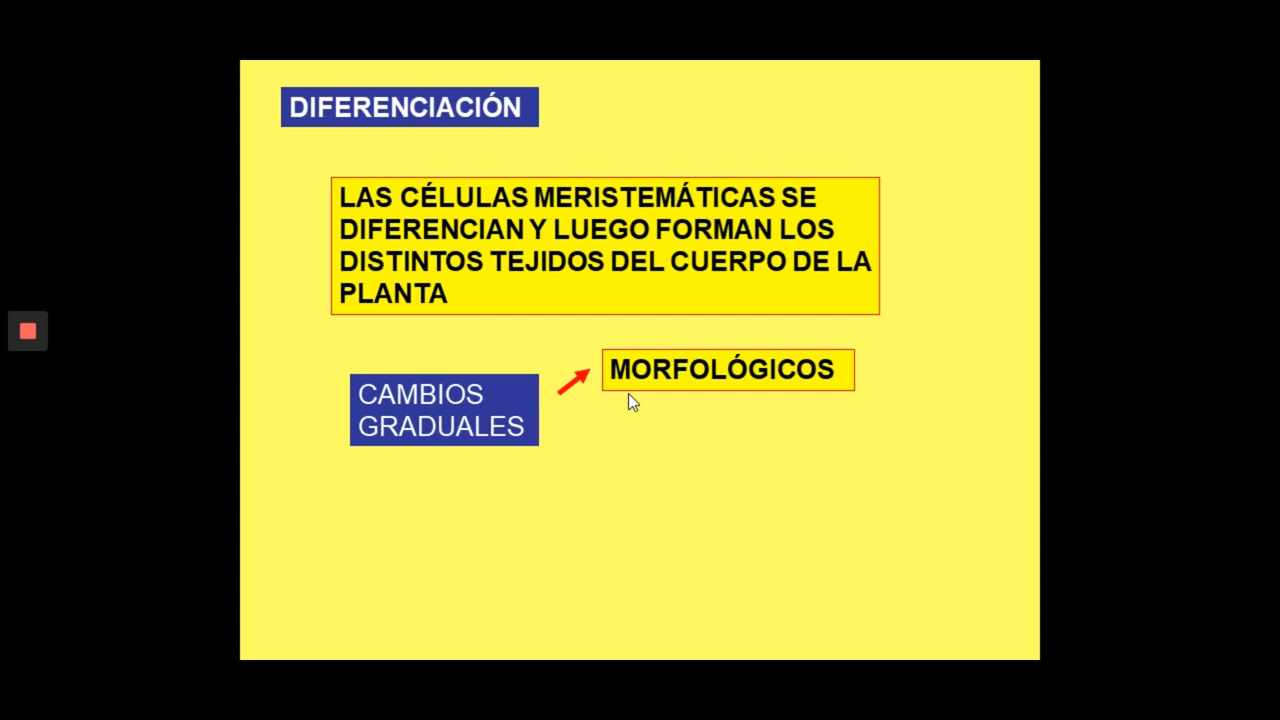 DIFERENCIACIÓN
LAS CÉLULAS MERISTEMÁTICAS SE
DIFERENCIAN Y LUEGO FORMAN LOS
DISTINTOS TEJIDOS DEL CUERPO DE LA
PLANTA
MORFOLÓGICOS
CAMBIOS
GRADUALES